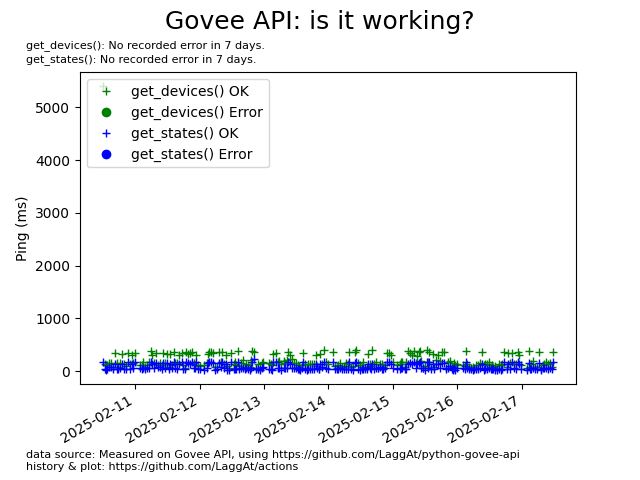 Govee API: is it working?
get_devices(): No recorded error in 7 days.
get_states(): No recorded error in 7 days.
get_devices() OK
get_devices() Error
get_states() OK
get_states() Error
Ping (ms)
5000
4000
3000
2000
1000
0
2025-02-11
2025-02-12
2025-02-13
2025-02-14
2025-02-15
2025-02-16
2025-02-17
data source: Measured on Govee API, using https://github.com/LaggAt/python-govee-api
history & plot: https://github.com/LaggAt/actions